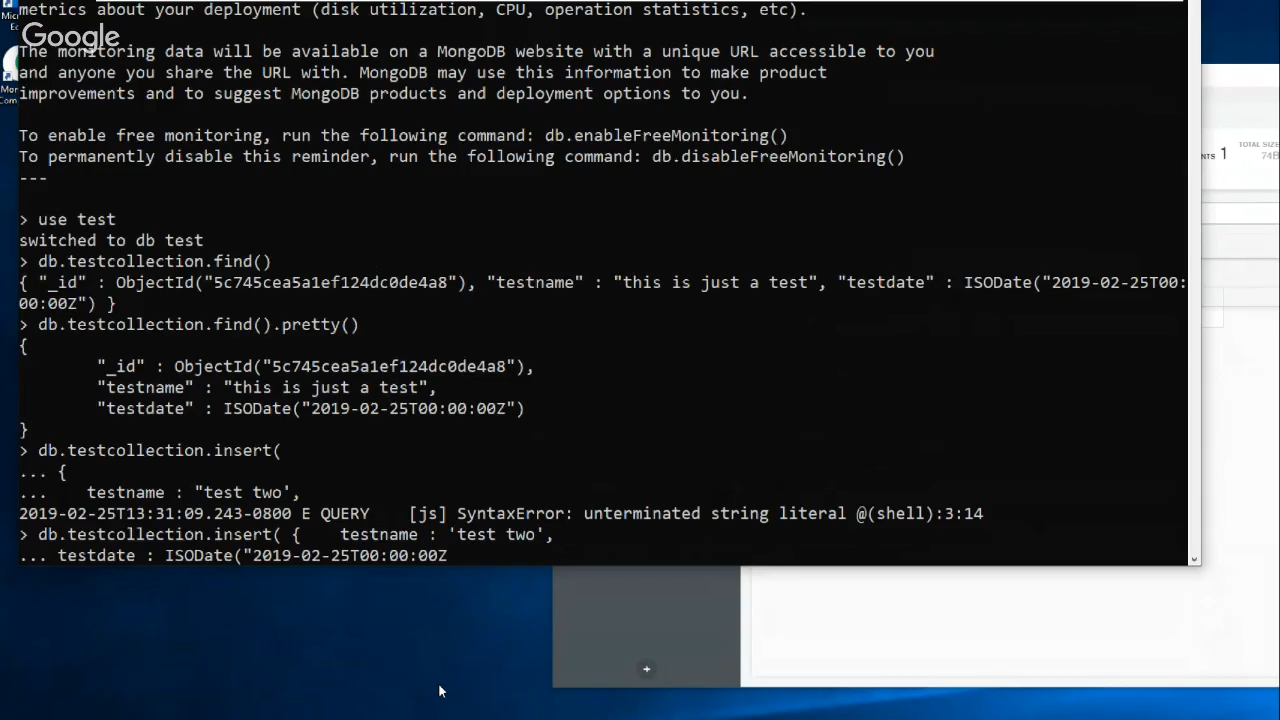 metrics about your deployment (disk utilization, CPU, operation statistics, etc).
Google
The monitoring data will be available on a MongoDB website with a unique URL accessible to you
and anyone you share the URL with. MongoDB may use this information to make product
improvements and to suggest MongoDB products and deployment options to you.
To enable free monitoring, run the following command: db.enableFreeMonitoring()
To permanently disable this reminder, run the following command: db.disableFreeMonitoring()
---
> use test
switched to db test
> db.testcollection.find()
{ "_id" : ObjectId("5c745cea5a1ef124dc0de4a8"), "testname" : "this is just a test", "testdate" : ISODate("2019-02-25T00:
00:00Z") }
> db.testcollection.find().pretty()
{
"_id" : ObjectId("5c745cea5a1ef124dc0de4a8"),
"testname" : "this is just a test",
"testdate" : ISODate("2019-02-25T00:00:00Z")
}
> db.testcollection.insert(
... {
...    testname : "test two',
2019-02-25T13:31:09.243-0800 E QUERY    [js] SyntaxError: unterminated string literal @(shell):3:14
> db.testcollection.insert( {    testname : 'test two',
... testdate : ISODate("2019-02-25T00:00:00Z
NTS 1
TOTAL SIZE
74B